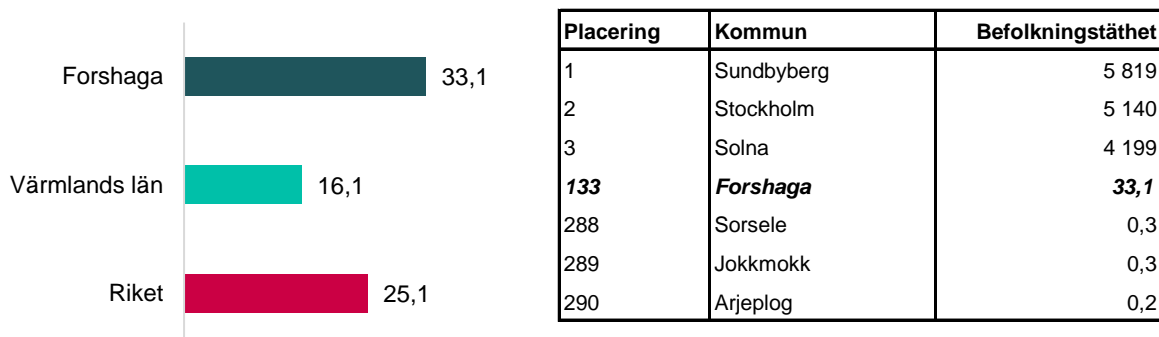 Forshaga 33,1
Värmlands län 16,1
Riket 25,1
Placering Kommun Befolkningstäthet
1 Sundbyberg 5 819
2 Stockholm 5 140
3 Solna 4 199
133 Forshaga 33,1
288 Sorsele 0,3
289 Jokkmokk 0,3
290 Arjeplog 0,2